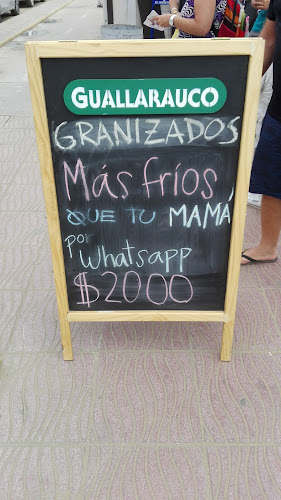 GUALLARAUCO
GRANIZADOS
Más fríos
QUE TU MAMÁ
por
Whatsapp
$2000